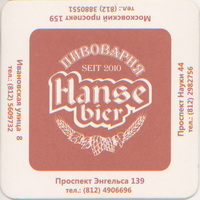 Московский проспект 159
тел.: (812) 3880551
ПИВОВАРНЯ
SEIT 2010
Hanse
bier
Ивановская улица 8
тел.: (812) 5609732
Проспект Науки 44
тел.: (812) 2982756
Проспект Энгельса 139
тел.: (812) 4906696